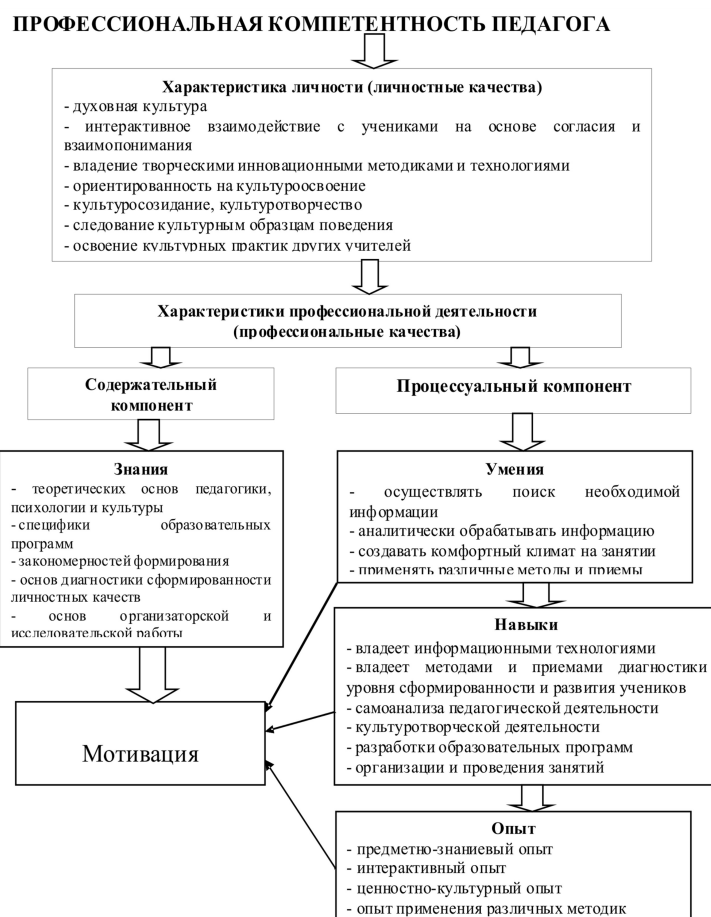 ПРОФЕССИОНАЛЬНАЯ КОМПЕТЕНТНОСТЬ ПЕДАГОГА
Характеристика личности (личностные качества)
- духовная культура
- интерактивное взаимодействие с учениками на основе согласия и
взаимопонимания
- владение творческими инновационными методиками и технологиями
- ориентированность на культуроосвоение
- культуросозидание, культуротворчество
- следование культурным образцам поведения
- освоение культурных практик других учителей
Характеристики профессиональной деятельности
(профессиональные качества)
Содержательный
компонент
Процессуальный компонент
Знания
- теоретических основ педагогики,
психологии и культуры
- специфики образовательных
программ
- закономерностей формирования
- основ диагностики сформированности
личностных качеств
- основ организаторской и
исследовательской работы
Умения
- осуществлять поиск необходимой
информации
- аналитически обрабатывать информацию
- создавать комфортный климат на занятии
- применять различные методы и приемы
Навыки
- владеет информационными технологиями
- владеет методами и приемами диагностики
уровня сформированности и развития учеников
- самоанализа педагогической деятельности
- культуротворческой деятельности
- разработки образовательных программ
- организации и проведения занятий
Мотивация
Опыт
- предметно-знаниевый опыт
- интерактивный опыт
- ценностно-культурный опыт
- опыт применения различных методик